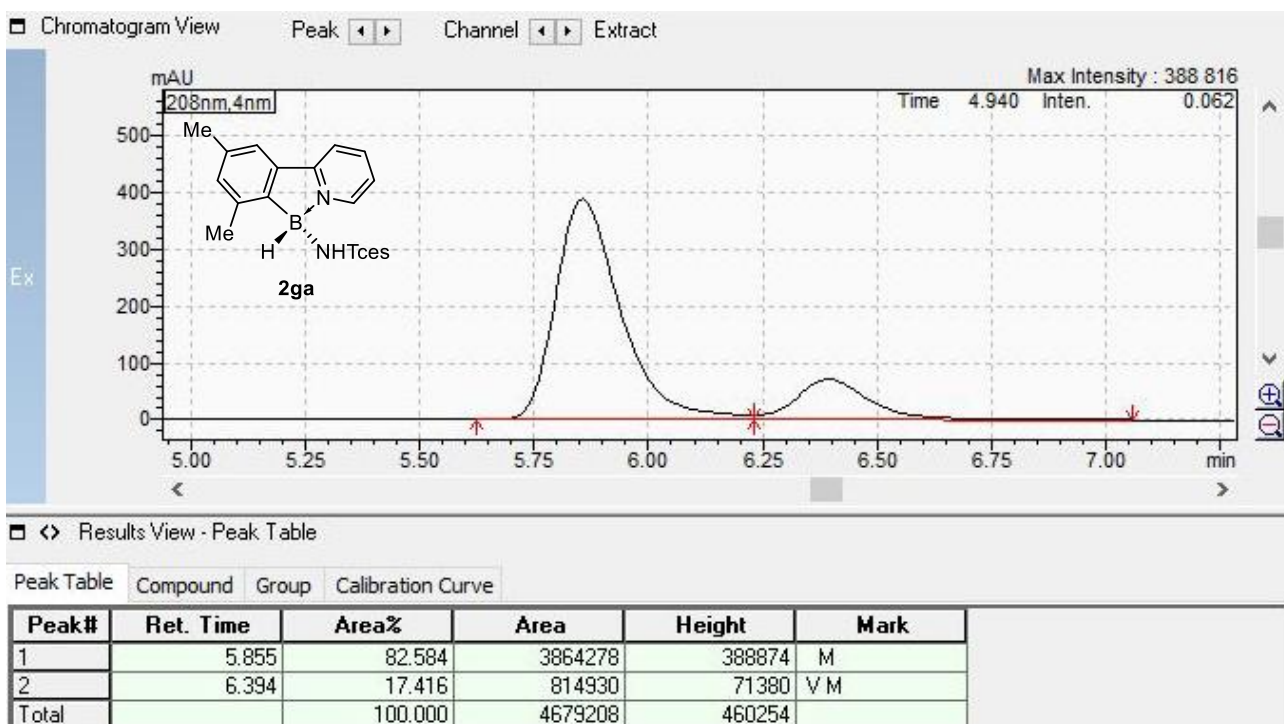 Chromatogram View Peak Channel Extract
mAU Max Intensity : 388 816
208nm,4nm Time 4.940 Inten. 0.062
500
400
300
200
100
0
Me
N
B
Me
H NHTces
2ga
Ex
5.00 5.25 5.50 5.75 6.00 6.25 6.50 6.75 7.00 min
Results View - Peak Table
Peak Table Compound Group Calibration Curve
Peak# Ret. Time Area% Area Height Mark
1 5.855 82.584 3864278 388874 M
2 6.394 17.416 814930 71380 V M
Total 100.000 4679208 460254